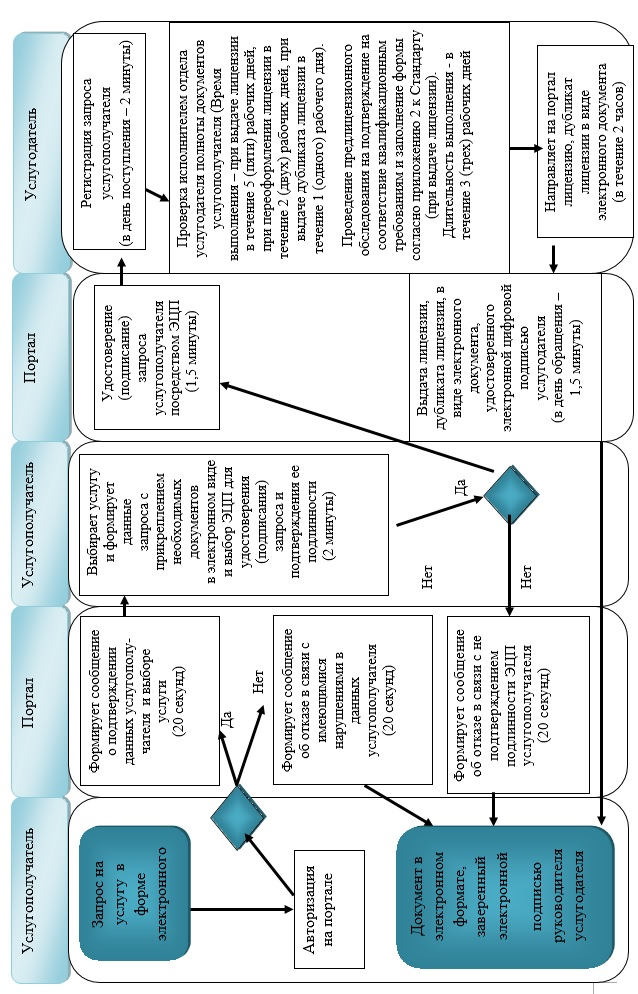 Услугополучатель
Портал
Услугополучатель
Портал
Услугодатель
Запрос на
услугу в
форме
электронного
Авторизация
на портале
Документ в
электронном
формате,
заверенный
электронной
подписью
руководителя
услугодателя
Да
Нет
Формирует сообщение
о подтверждении
данных услугополу-
чателя и выборе
услуги
(20 секунд)
Формирует сообщение
об отказе в связи с
имеющимися
нарушениями в
данных
услугополучателя
(20 секунд)
Формирует сообщение
об отказе в связи с не
подтверждением
подлинности ЭЦП
услугополучателя
(20 секунд)
Выбирает услугу
и формирует
данные
запроса с
прикреплением
необходимых
документов
в электронном виде
и выбор ЭЦП для
удостоверения
(подписания)
запроса и
подтверждения ее
подлинности
(2 минуты)
Нет
Да
Нет
Удостоверение
(подписание)
запроса
услугополучателя
посредством ЭЦП
(1,5 минуты)
Выдача лицензии,
дубликата лицензии, в
виде электронного
документа,
удостоверенного
электронной цифровой
подписью
услугодателя
(в день обращения –
1,5 минуты)
Регистрация запроса
услугополучателя
(в день поступления – 2 минуты)
Проверка исполнителем отдела
услугодателя полноты документов
услугополучателя (Время
выполнения – при выдаче лицензии
в течение 5 (пяти) рабочих дней,
при переоформлении лицензии в
течение 2 (двух) рабочих дней, при
выдаче дубликата лицензии в
течение 1 (одного) рабочего дня).
Проведение предлицензионного
обследования на подтверждение на
соответствие квалификационным
требованиям и заполнение формы
согласно приложению 2 к Стандарту
(при выдаче лицензии).
Длительность выполнения - в
течение 3 (трех) рабочих дней
Направляет на портал
лицензию, дубликат
лицензии в виде
электронного документа
(в течение 2 часов)